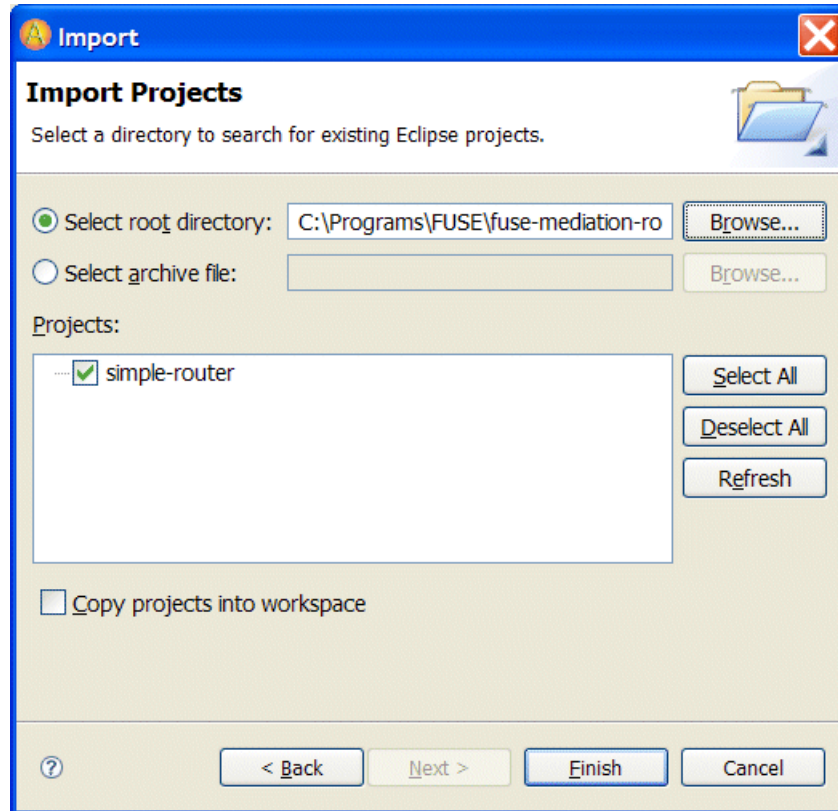 Import
Import Projects
Select a directory to search for existing Eclipse projects.
Select root directory: C:\Programs\FUSE\fuse-mediation-ro Browse...
Select archive file: Browse...
Projects:
simple-router
Select All
Deselect All
Refresh
Copy projects into workspace
? < Back Next > Finish Cancel